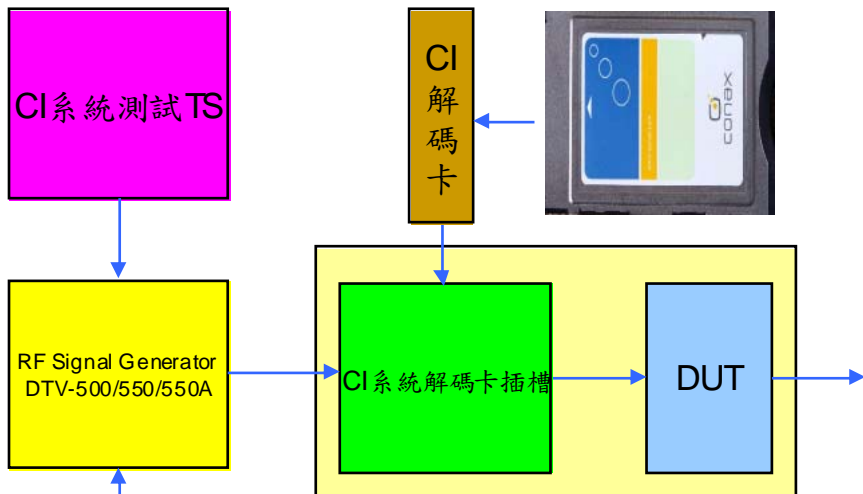 CI系統測試TS
CI
解
碼
卡
conax
RF Signal Generator
DTV-500/550/550A
CI系統解碼卡插槽
DUT